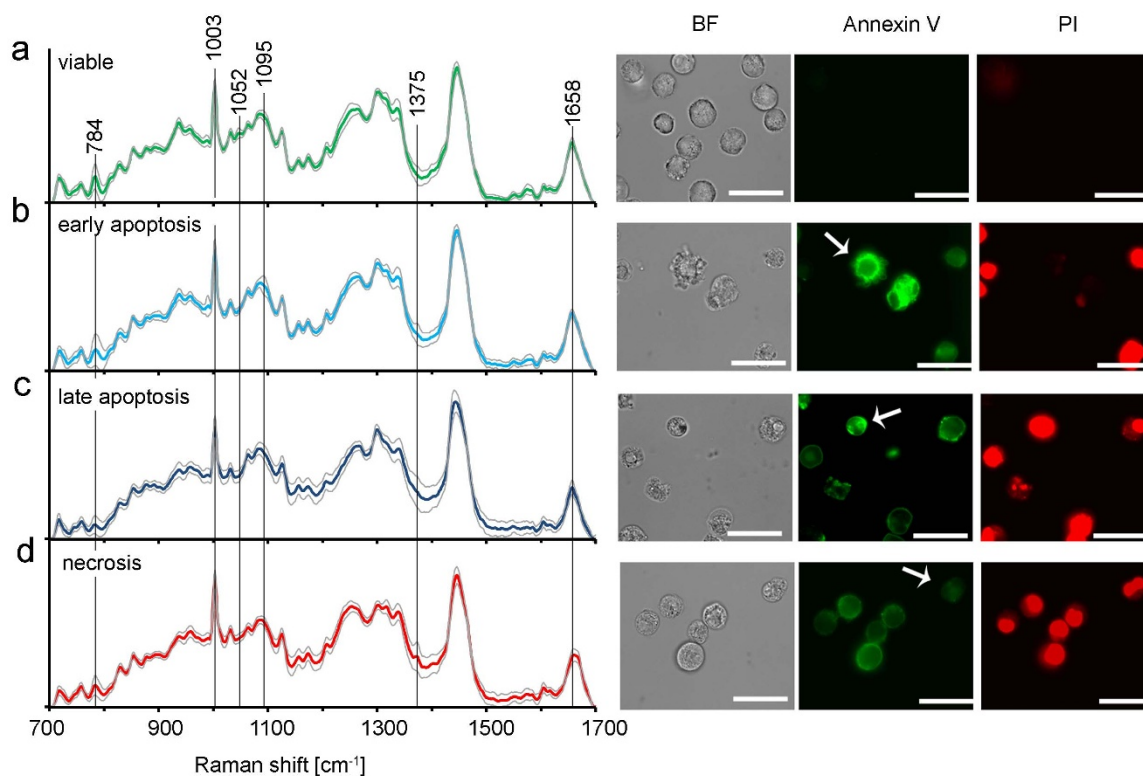 BF Annexin V PI
a
viable
784
1003
1052
1095
1375
1658
b
early apoptosis
c
late apoptosis
d
necrosis
700 900 1100 1300 1500 1700
Raman shift [cm⁻¹]